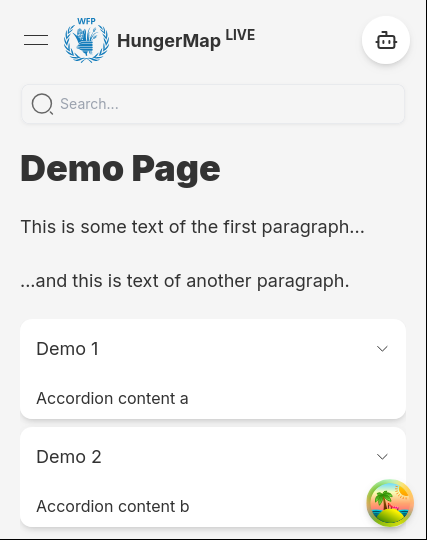 WFP
HungerMap LIVE
Search...
Demo Page
This is some text of the first paragraph...
...and this is text of another paragraph.
Demo 1
Accordion content a
Demo 2
Accordion content b